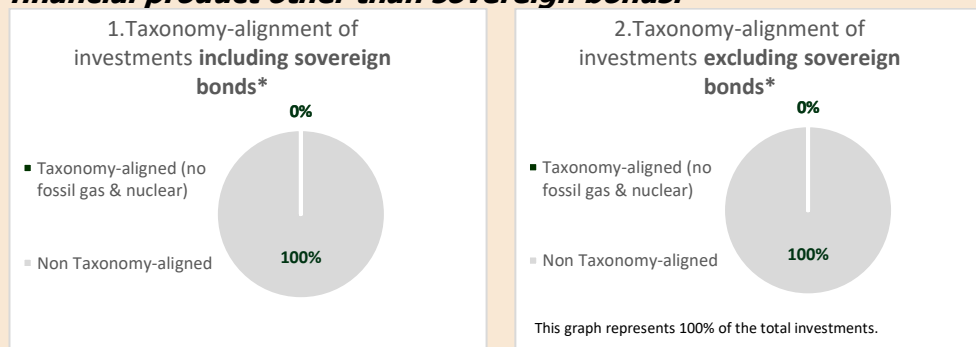 financial product other than sovereign bonds.
1.Taxonomy-alignment of
investments including sovereign
bonds*
0%
Taxonomy-aligned (no
fossil gas & nuclear)
Non Taxonomy-aligned
100%
2.Taxonomy-alignment of
investments excluding sovereign
bonds*
0%
Taxonomy-aligned (no
fossil gas & nuclear)
Non Taxonomy-aligned
100%
This graph represents 100% of the total investments.